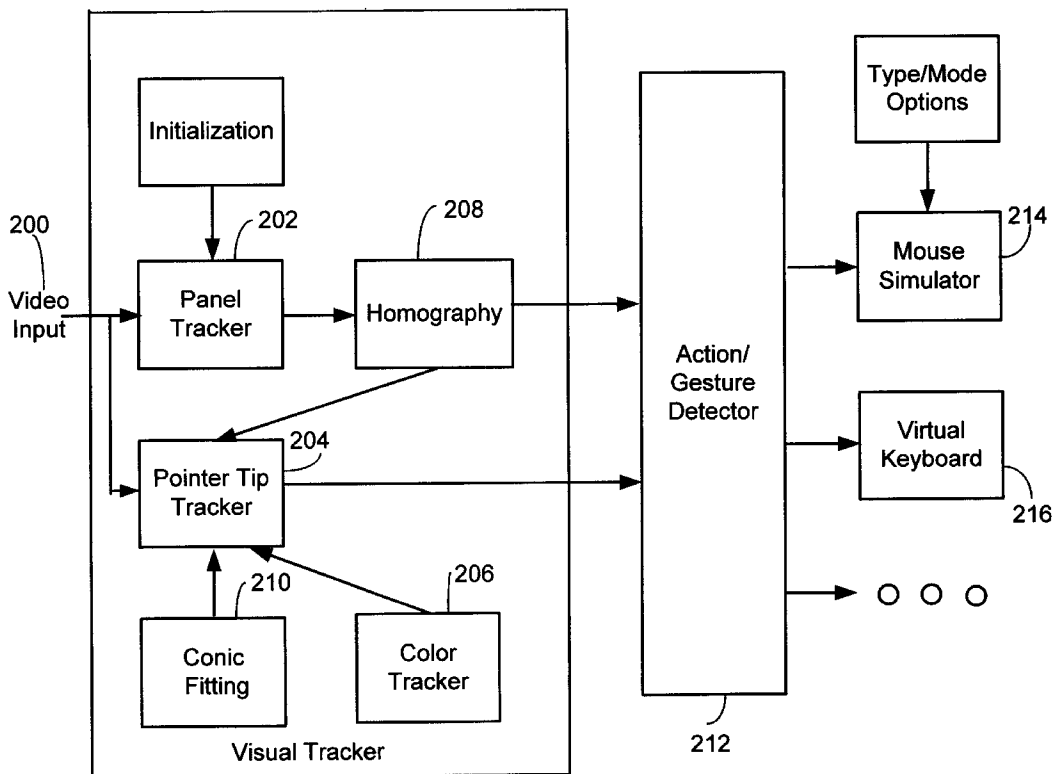 Type/Mode
Options
Initialization
200
202
208
214
Video
Input
Panel
Tracker
Homography
Mouse
Simulator
Action/
Gesture
Detector
204
Pointer Tip
Tracker
Virtual
Keyboard
216
210
206
Conic
Fitting
Color
Tracker
212
Visual Tracker